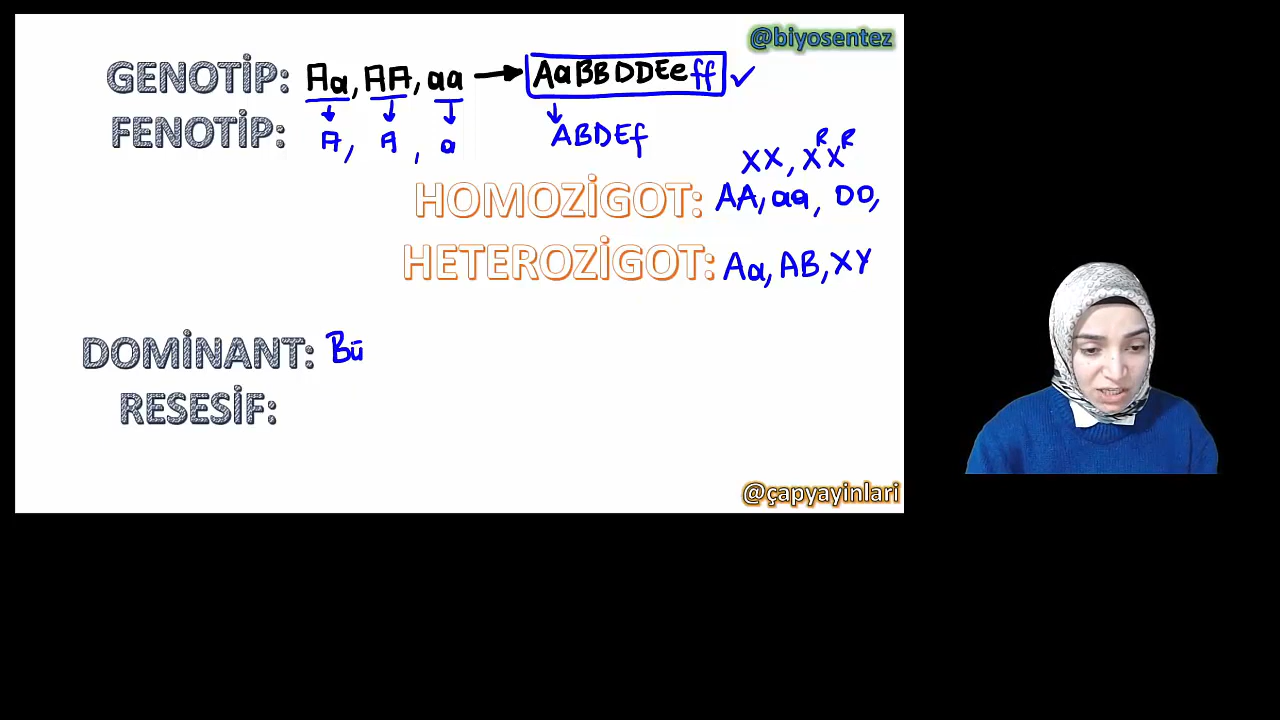 @biyosentez
GENOTİP: Aa, AA, aa → AaBBDDEeff ✓
FENOTİP: A, A, a ABDEf
XX, XᴿXᴿ
HOMOZİGOT: AA, aa, DD,
HETEROZİGOT: Aa, AB, XY
DOMİNANT: Bü
RESESİF:
@çapyayinlari